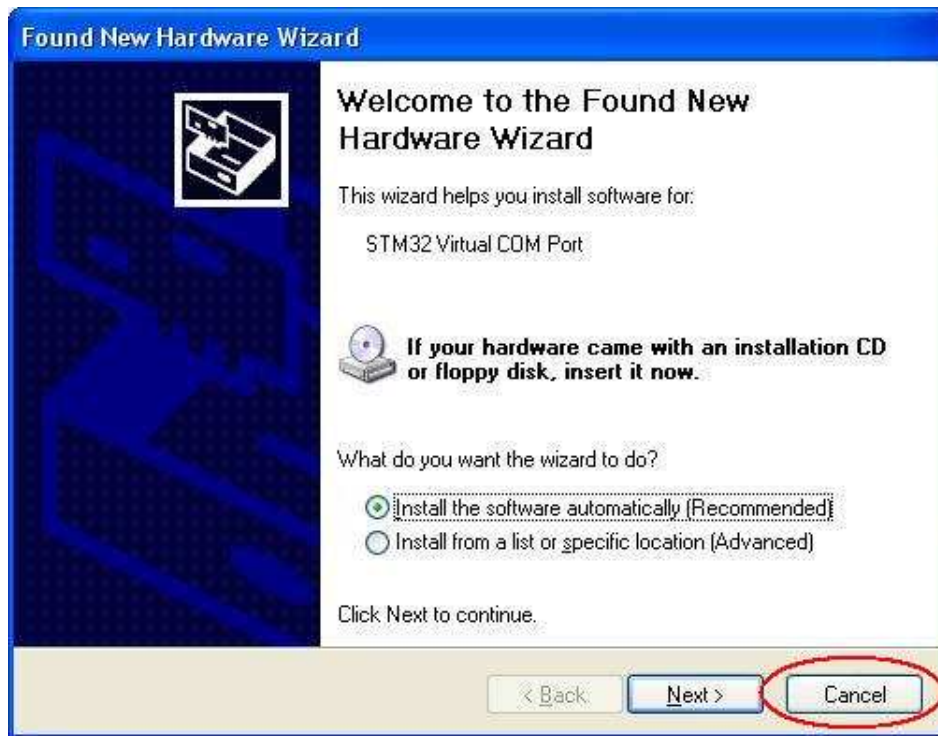 Found New Hardware Wizard
Welcome to the Found New
Hardware Wizard
This wizard helps you install software for:
STM32 Virtual COM Port
If your hardware came with an installation CD
or floppy disk, insert it now.
What do you want the wizard to do?
Install the software automatically (Recommended)
Install from a list or specific location (Advanced)
Click Next to continue.
< Back Next > Cancel